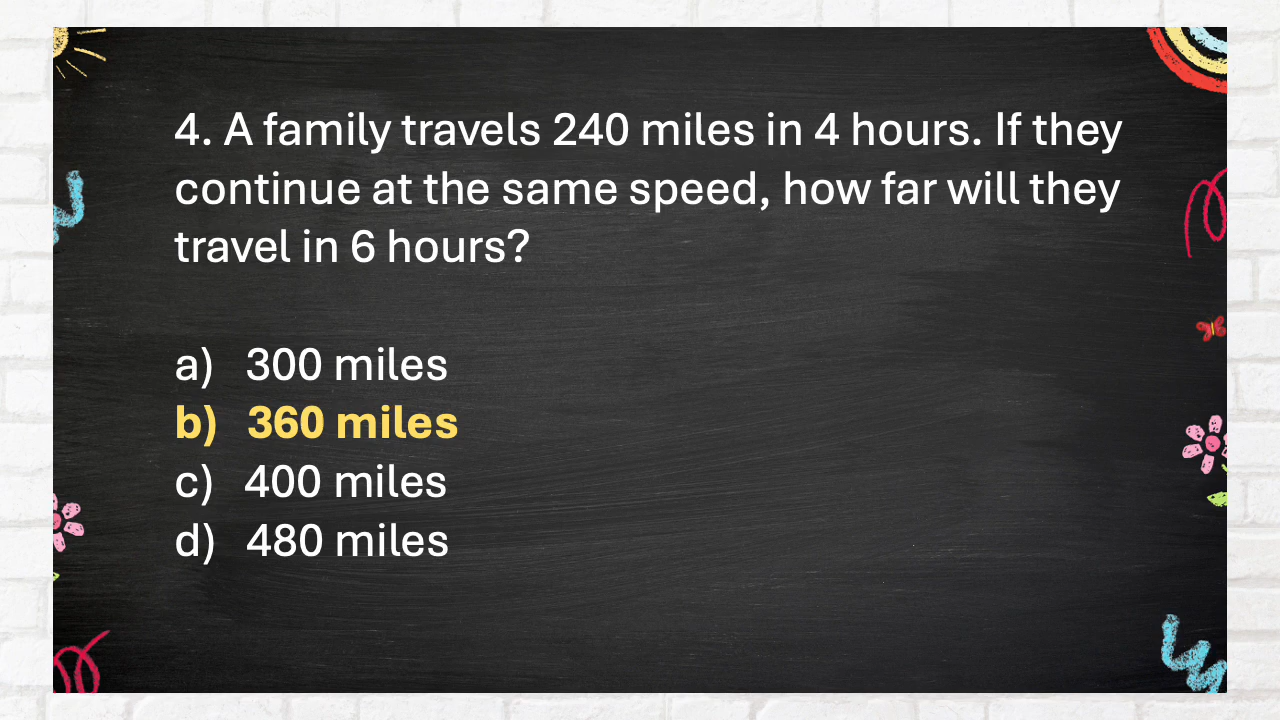 4. A family travels 240 miles in 4 hours. If they
continue at the same speed, how far will they
travel in 6 hours?
a) 300 miles
b) 360 miles
c) 400 miles
d) 480 miles